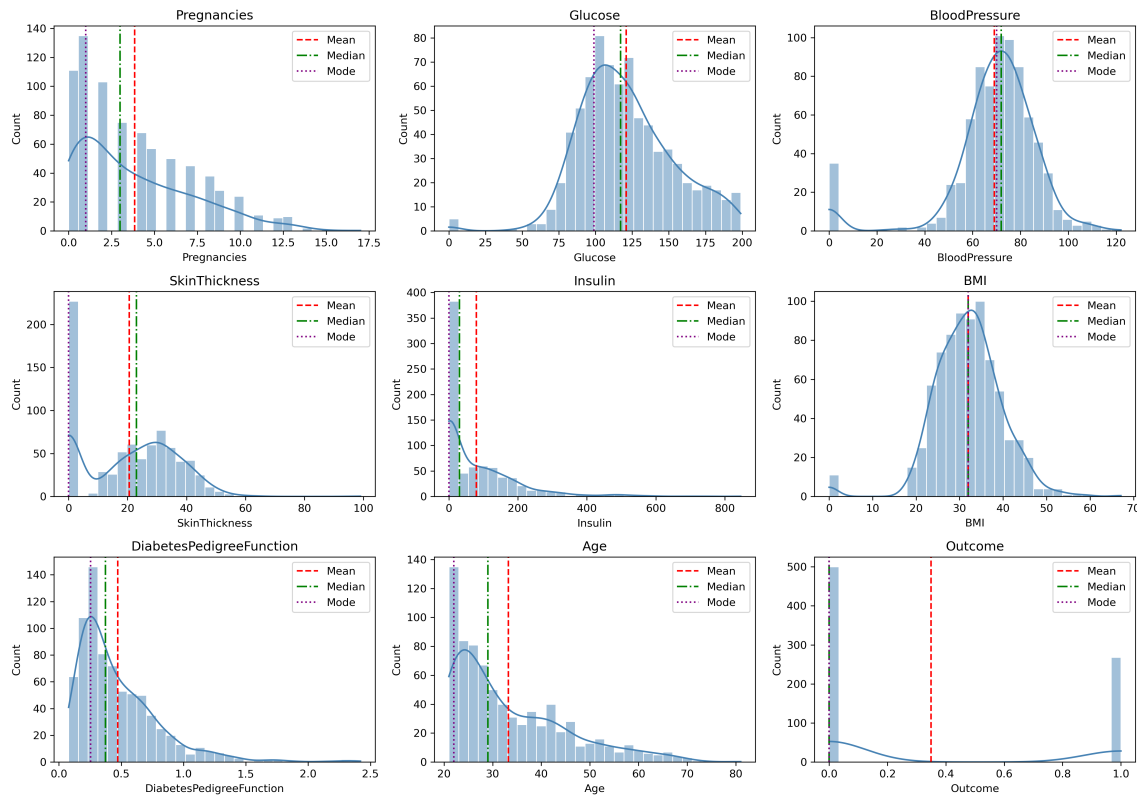 Pregnancies
140
120
100
80
60
40
20
0
Count
0.0
2.5
5.0
7.5
10.0
12.5
15.0
17.5
Pregnancies
Mean
Median
Mode
Glucose
80
70
60
50
40
30
20
10
0
Count
0
25
50
75
100
125
150
175
200
Glucose
Mean
Median
Mode
BloodPressure
100
80
60
40
20
0
Count
0
20
40
60
80
100
120
BloodPressure
Mean
Median
Mode
SkinThickness
200
150
100
50
0
Count
0
20
40
60
80
100
SkinThickness
Mean
Median
Mode
Insulin
400
350
300
250
200
150
100
50
0
Count
0
200
400
600
800
Insulin
Mean
Median
Mode
BMI
100
80
60
40
20
0
Count
0
10
20
30
40
50
60
70
BMI
Mean
Median
Mode
DiabetesPedigreeFunction
140
120
100
80
60
40
20
0
Count
0.0
0.5
1.0
1.5
2.0
2.5
DiabetesPedigreeFunction
Mean
Median
Mode
Age
140
120
100
80
60
40
20
0
Count
20
30
40
50
60
70
80
Age
Mean
Median
Mode
Outcome
500
400
300
200
100
0
Count
0.0
0.2
0.4
0.6
0.8
1.0
Outcome
Mean
Median
Mode